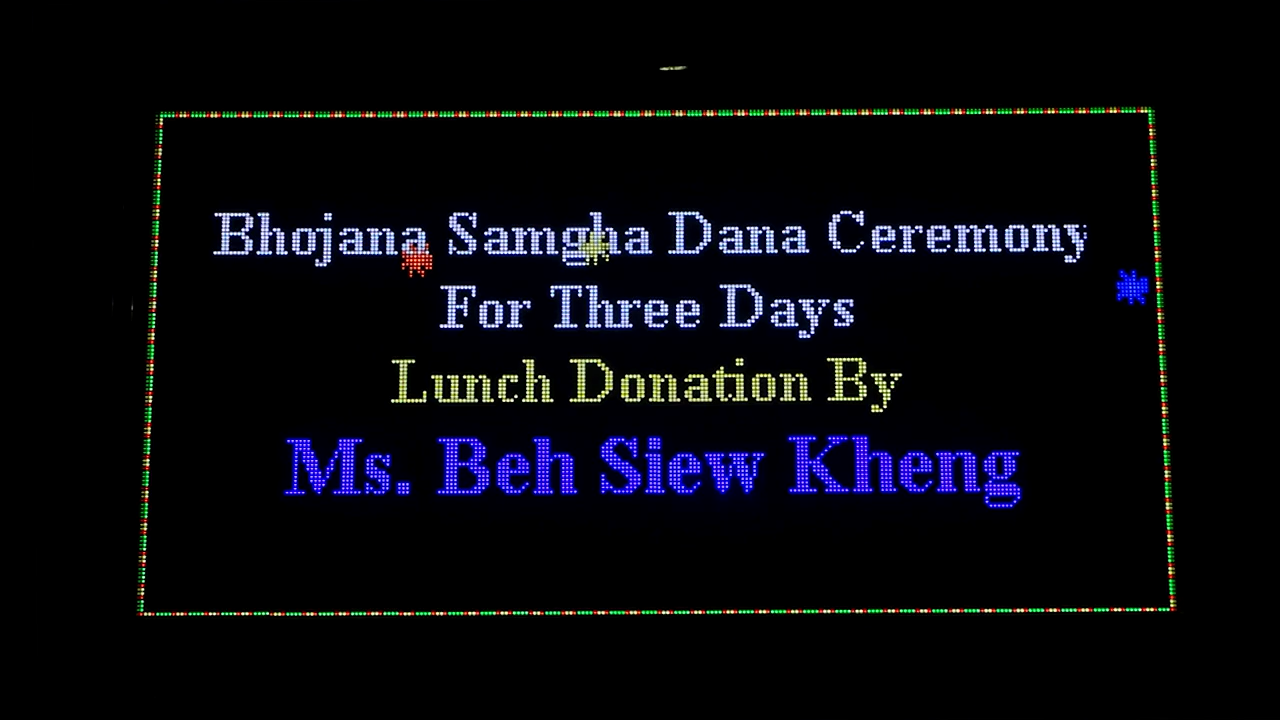 Bhojana Samgha Dana Ceremony
For Three Days
Lunch Donation By
Ms. Beh Siew Kheng